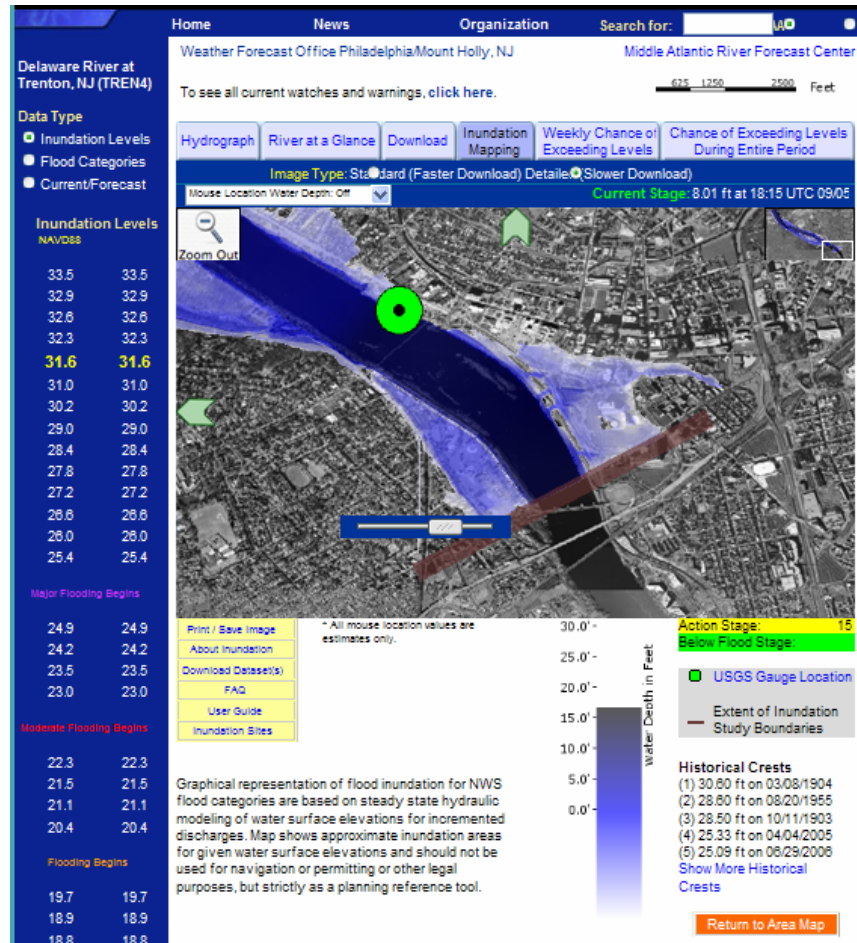 Home News Organization Search for:
Delaware River at
Trenton, NJ (TREN4)
Data Type
Inundation Levels
Flood Categories
Current/Forecast
Inundation Levels
NAVD88
33.5 33.5
32.9 32.9
32.6 32.6
32.3 32.3
31.6 31.6
31.0 31.0
30.2 30.2
29.0 29.0
28.4 28.4
27.8 27.8
27.2 27.2
26.6 26.6
26.0 26.0
25.4 25.4
Major Flooding Begins
24.9 24.9
24.2 24.2
23.5 23.5
23.0 23.0
Moderate Flooding Begins
22.3 22.3
21.5 21.5
21.1 21.1
20.4 20.4
Flooding Begins
19.7 19.7
18.9 18.9
18.8 18.8
Weather Forecast Office Philadelphia/Mount Holly, NJ
Middle Atlantic River Forecast Center
To see all current watches and warnings, click here.
625 1250 2500 Feet
Hydrograph
River at a Glance
Download
Inundation
Mapping
Weekly Chance of
Exceeding Levels
Chance of Exceeding Levels
During Entire Period
Image Type: Standard (Faster Download) Detailed (Slower Download)
Mouse Location Water Depth: Off
Current Stage: 8.01 ft at 18:15 UTC 09/05
Zoom Out
Print / Save Image
About Inundation
Download Dataset(s)
FAQ
User Guide
Inundation Sites
* All mouse location values are
estimates only.
30.0'
25.0'
20.0'
15.0'
10.0'
5.0'
0.0'
Water Depth in Feet
Action Stage: 15
Below Flood Stage:
USGS Gauge Location
Extent of Inundation
Study Boundaries
Historical Crests
(1) 30.60 ft on 03/08/1904
(2) 28.60 ft on 08/20/1955
(3) 28.50 ft on 10/11/1903
(4) 25.33 ft on 04/04/2005
(5) 25.09 ft on 06/29/2006
Show More Historical
Crests
Return to Area Map
Graphical representation of flood inundation for NWS
flood categories are based on steady state hydraulic
modeling of water surface elevations for incremented
discharges. Map shows approximate inundation areas
for given water surface elevations and should not be
used for navigation or permitting or other legal
purposes, but strictly as a planning reference tool.